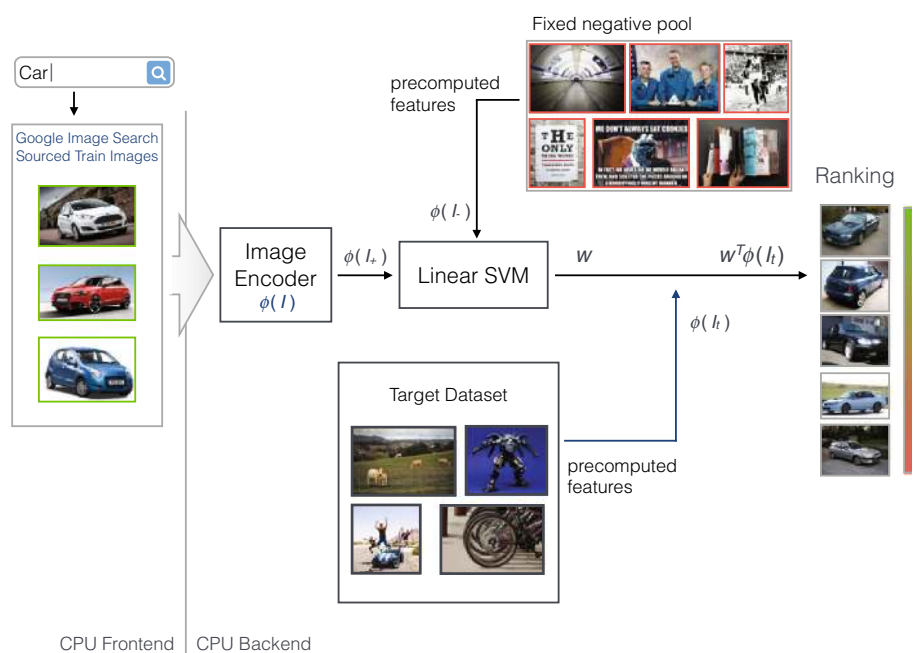 Fixed negative pool
Car
precomputed
features
Google Image Search
Sourced Train Images
THE
ONLY
WE DON'T ALWAYS EAT COOKIES
Ranking
ϕ( I- )
Image
Encoder
ϕ( I )
ϕ( I+ )
Linear SVM
w
wTϕ( It )
ϕ( It )
Target Dataset
precomputed
features
CPU Frontend
CPU Backend